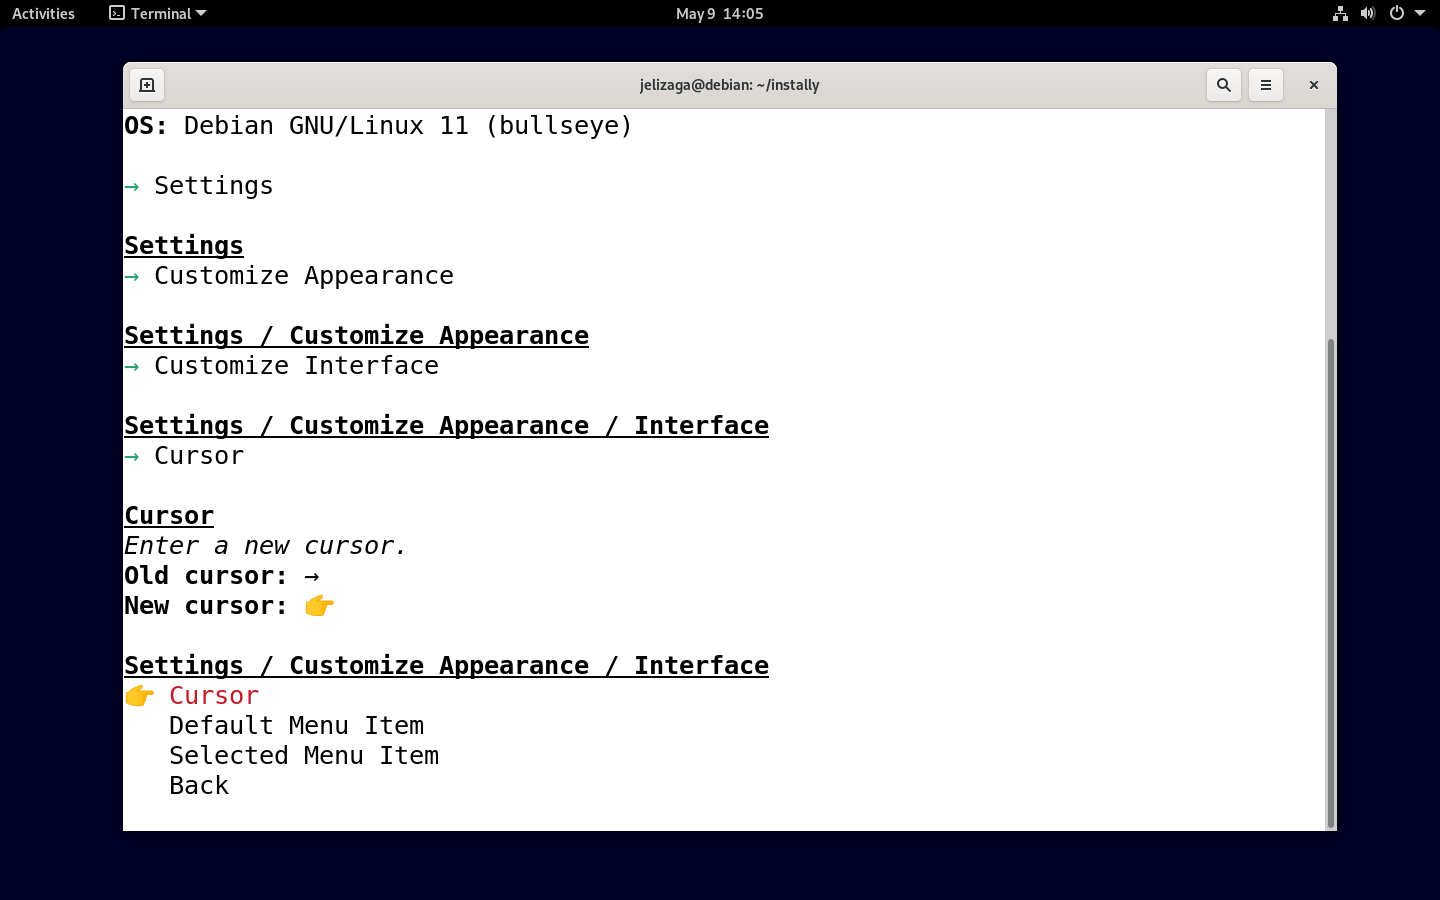 Activities Terminal May 9 14:05
jelizaga@debian: ~/instally
OS: Debian GNU/Linux 11 (bullseye)
→ Settings
Settings
→ Customize Appearance
Settings / Customize Appearance
→ Customize Interface
Settings / Customize Appearance / Interface
→ Cursor
Cursor
Enter a new cursor.
Old cursor: →
New cursor: 👉
Settings / Customize Appearance / Interface
👉 Cursor
Default Menu Item
Selected Menu Item
Back